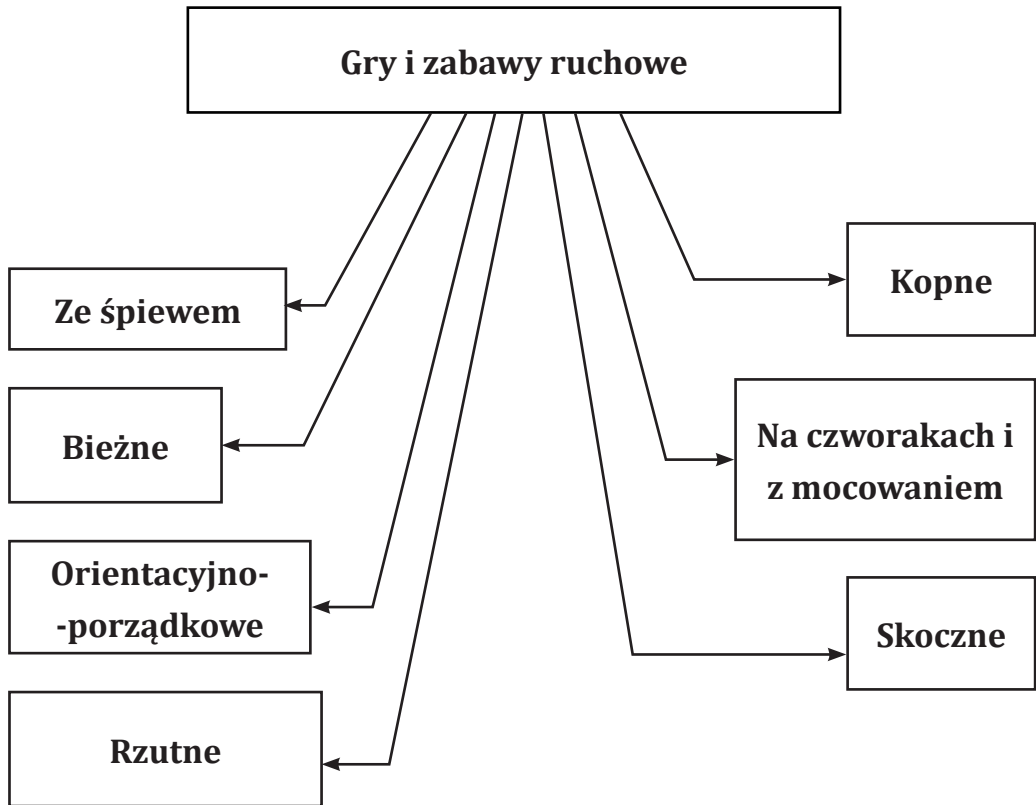 Gry i zabawy ruchowe
Ze śpiewem
Bieżne
Orientacyjno-
-porządkowe
Rzutne
Kopne
Na czworakach i
z mocowaniem
Skoczne